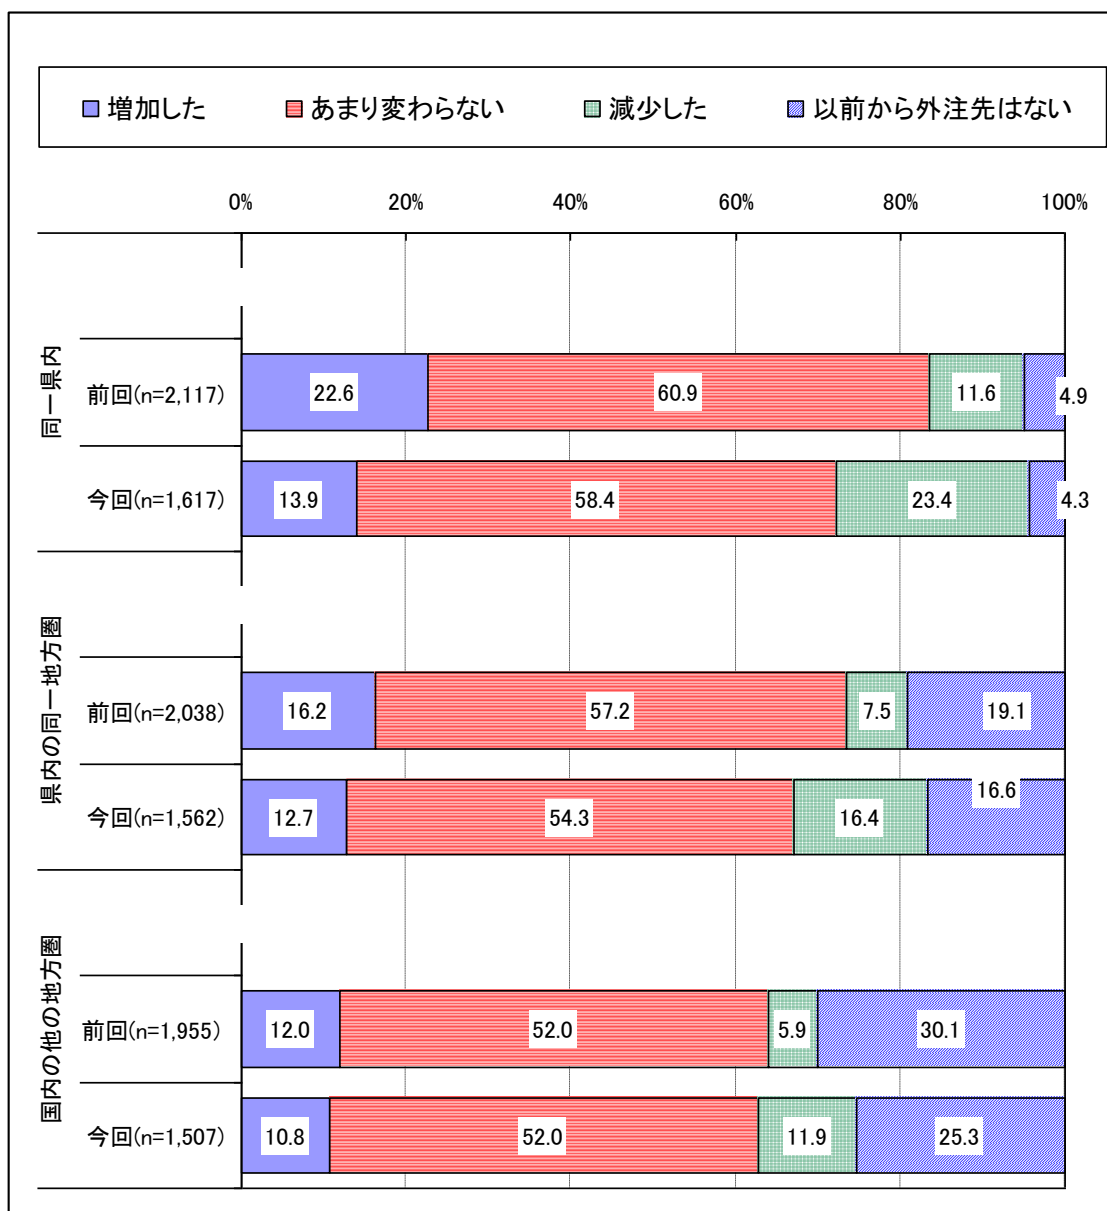 増加した あまり変わらない 減少した 以前から外注先はない
0% 20% 40% 60% 80% 100%
同一県内
前回(n=2,117) 22.6 60.9 11.6 4.9
今回(n=1,617) 13.9 58.4 23.4 4.3
県内の同一地方圏
前回(n=2,038) 16.2 57.2 7.5 19.1
今回(n=1,562) 12.7 54.3 16.4 16.6
国内の他の地方圏
前回(n=1,955) 12.0 52.0 5.9 30.1
今回(n=1,507) 10.8 52.0 11.9 25.3